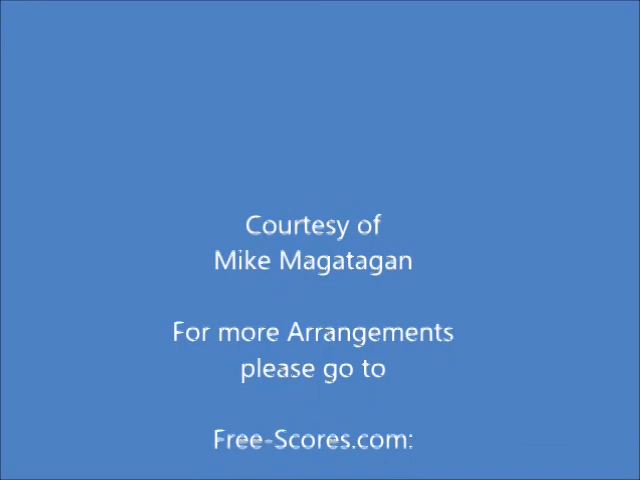 Courtesy of
Mike Magatagan
For more Arrangements
please go to
Free-Scores.com: